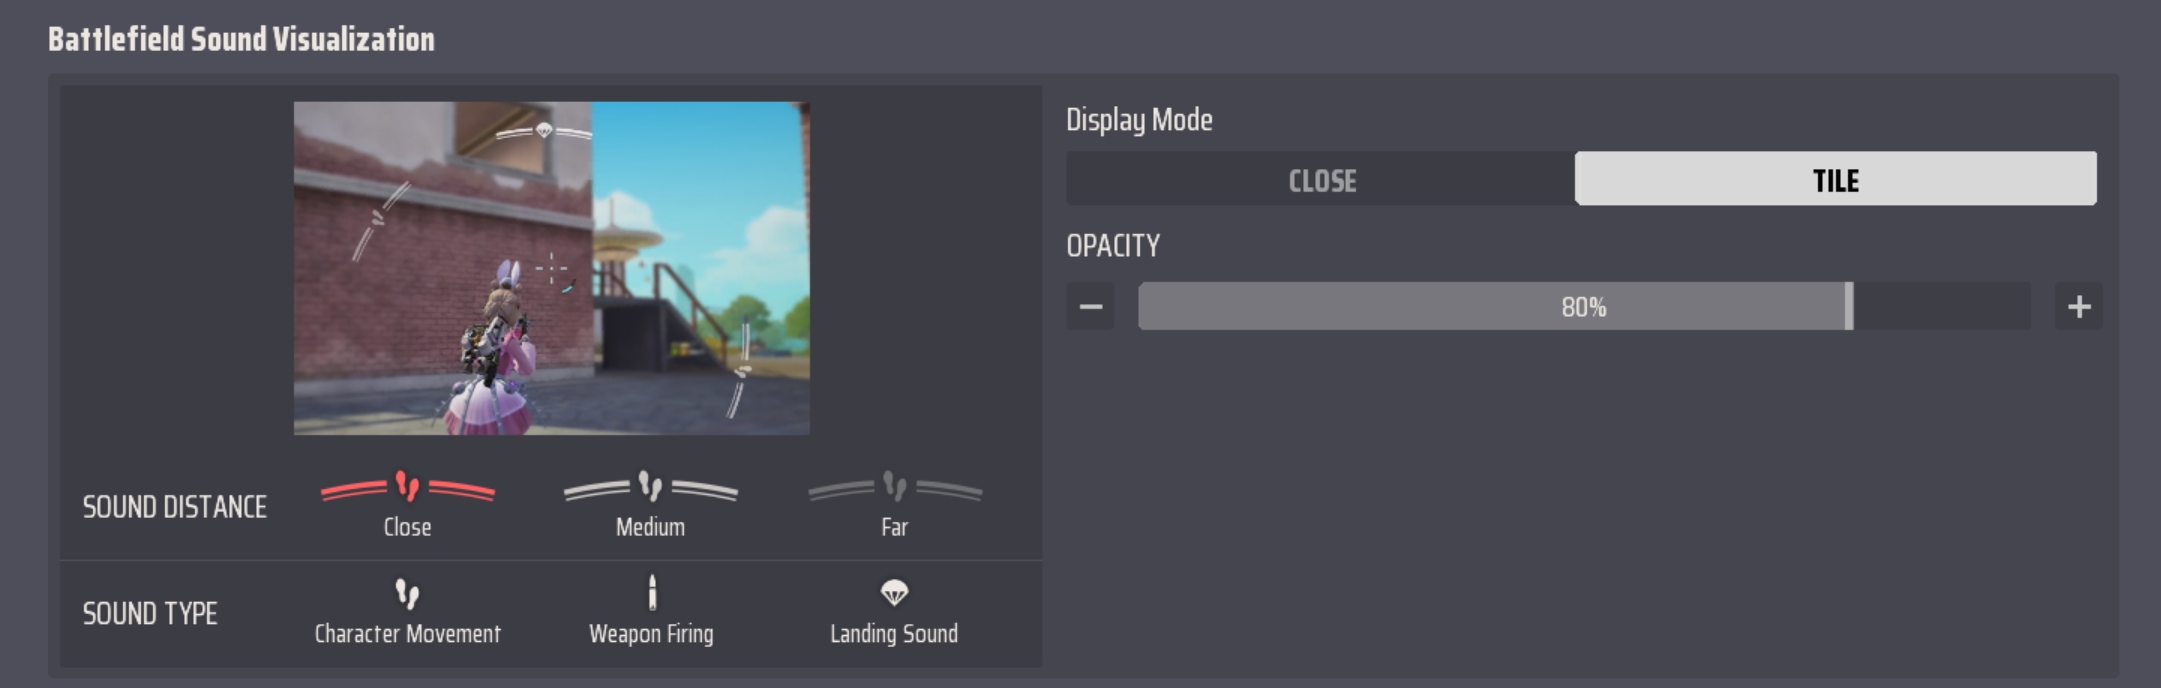 Battlefield Sound Visualization
Display Mode
CLOSE TILE
OPACITY
80%
SOUND DISTANCE
Close Medium Far
SOUND TYPE
Character Movement Weapon Firing Landing Sound